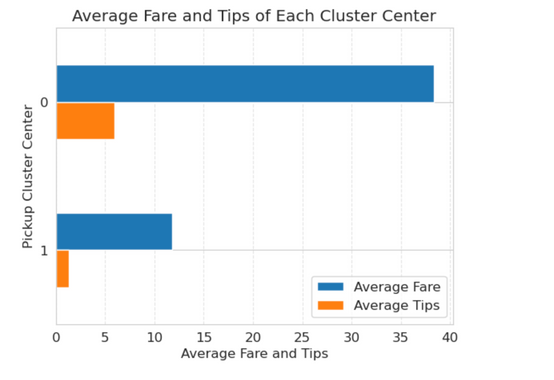 Average Fare and Tips of Each Cluster Center
Pickup Cluster Center
0
1
Average Fare
Average Tips
0 5 10 15 20 25 30 35 40
Average Fare and Tips